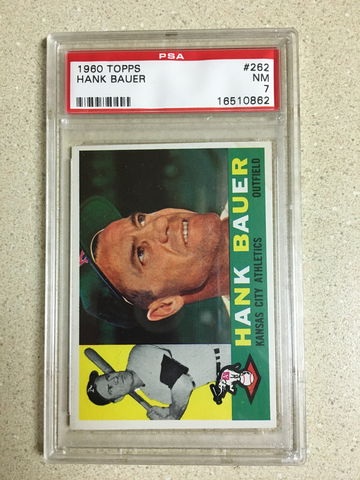 PSA
1960 TOPPS
HANK BAUER
#262
NM
7
16510862
HANK BAUER
KANSAS CITY ATHLETICS
OUTFIELD